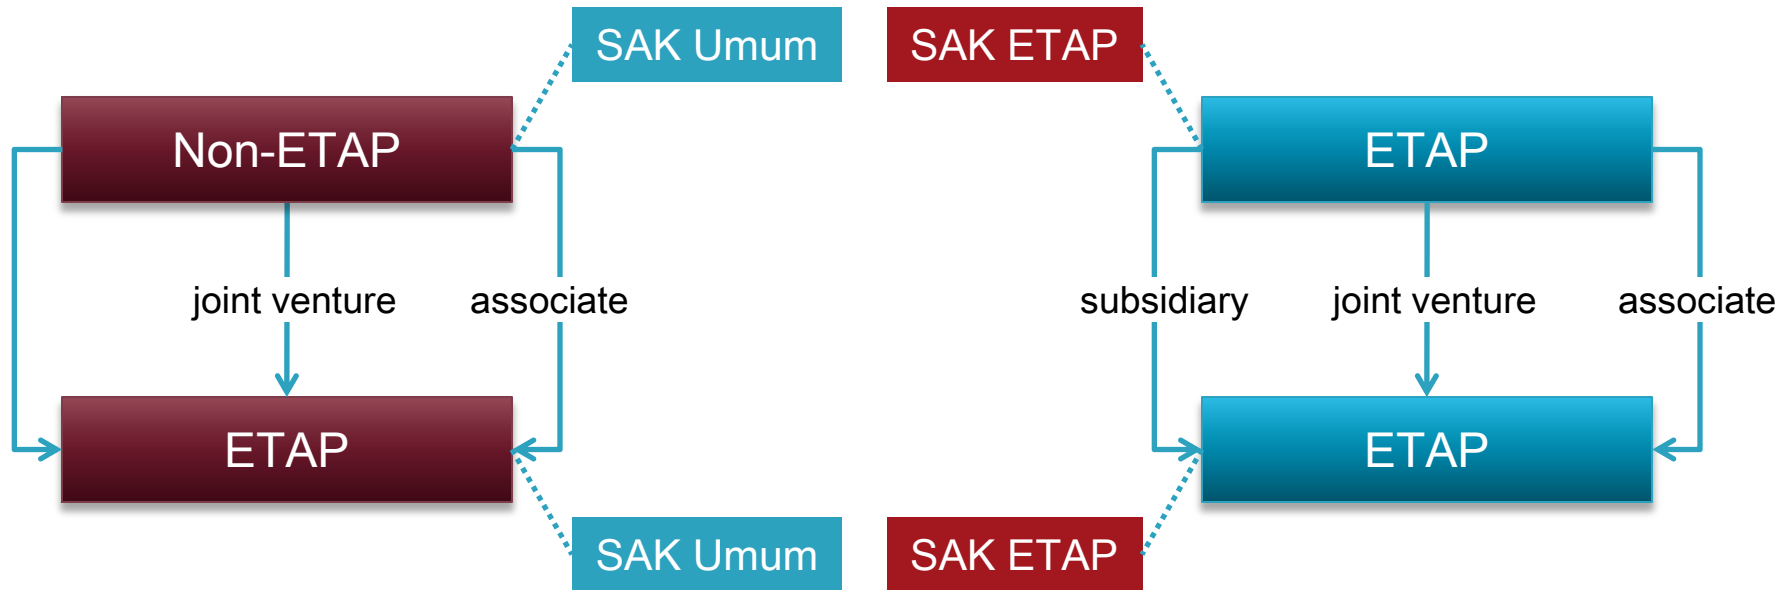 SAK Umum
Non-ETAP
joint venture
associate
ETAP
SAK Umum
SAK ETAP
ETAP
subsidiary
joint venture
associate
ETAP
SAK ETAP